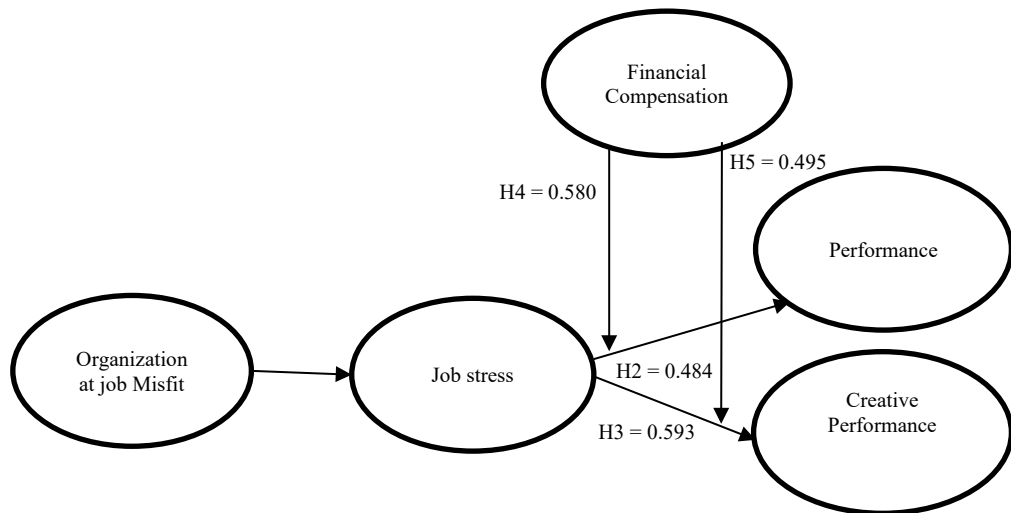 Financial
Compensation
H5 = 0.495
H4 = 0.580
Performance
Organization
at job Misfit
Job stress
H2 = 0.484
H3 = 0.593
Creative
Performance